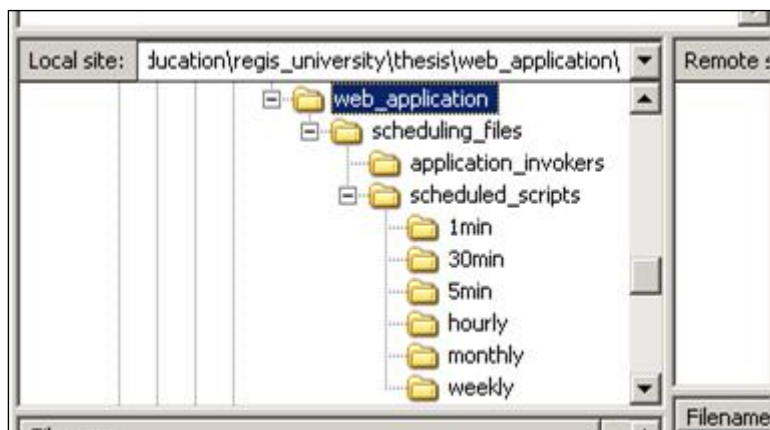 Local site: ducation\regis_university\thesis\web_application\ Remote s
web_application
scheduling_files
application_invokers
scheduled_scripts
1min
30min
5min
hourly
monthly
weekly
Filename